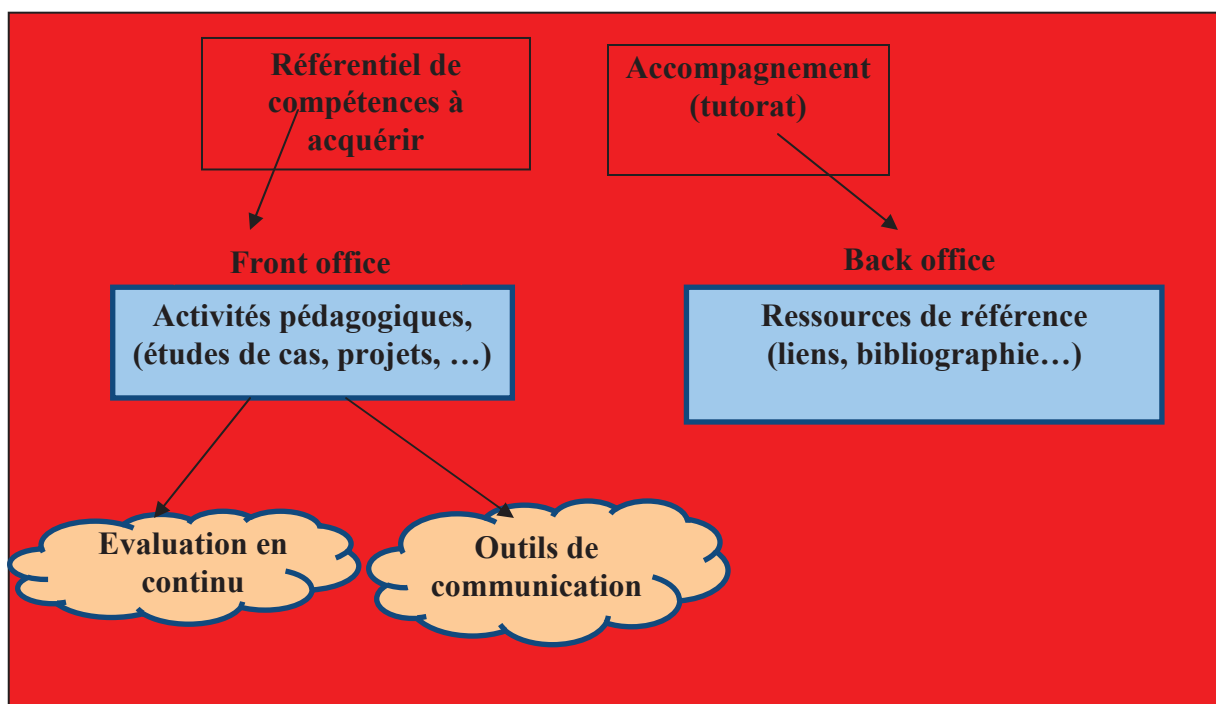 Référentiel de
compétences à
acquérir
Accompagnement
(tutorat)
Front office
Back office
Activités pédagogiques,
(études de cas, projets, …)
Ressources de référence
(liens, bibliographie…)
Evaluation en
continu
Outils de
communication